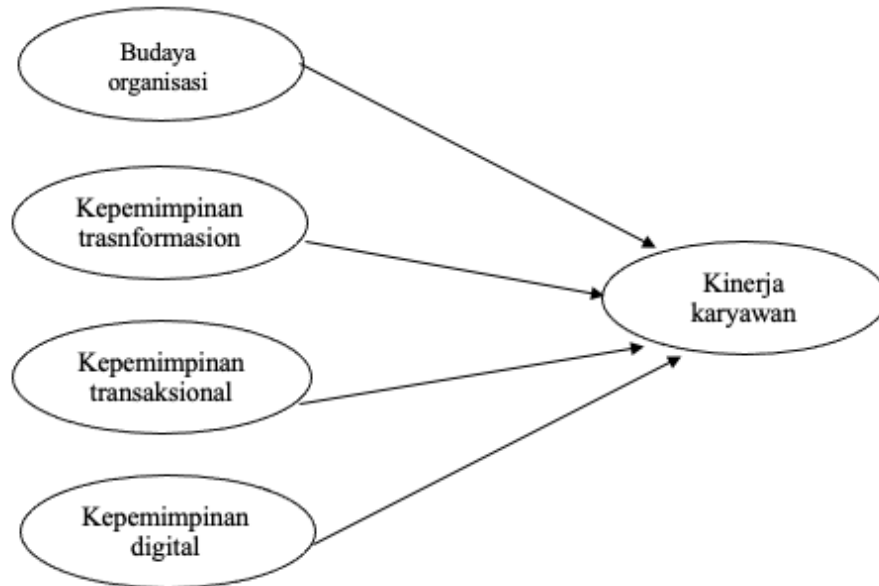 Budaya
organisasi
Kepemimpinan
trasnformasion
Kinerja
karyawan
Kepemimpinan
transaksional
Kepemimpinan
digital